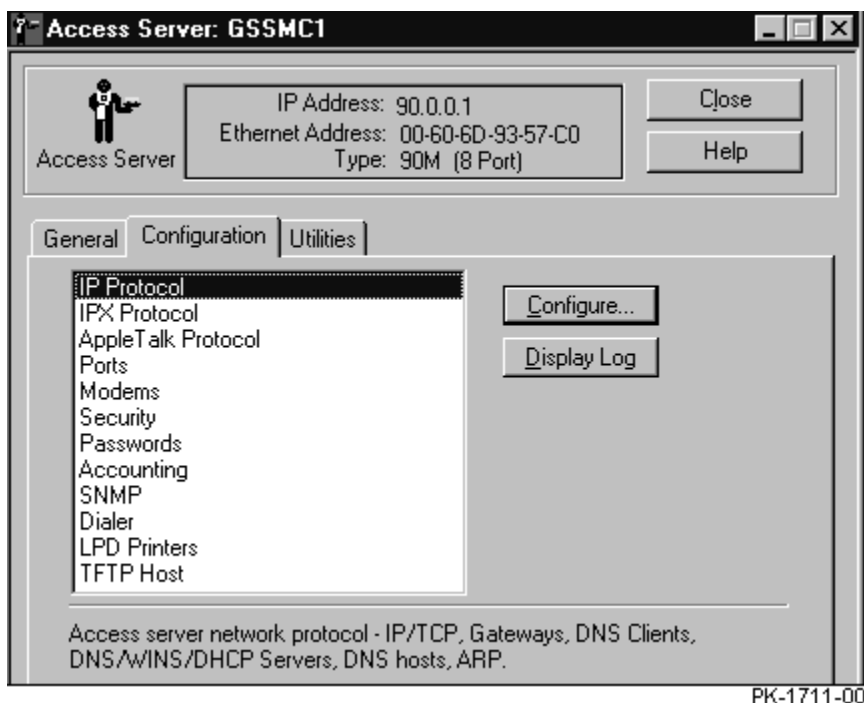 Access Server: GSSMC1
IP Address: 90.0.0.1
Ethernet Address: 00-60-6D-93-57-C0
Type: 90M (8 Port)
Access Server
Close
Help
General
Configuration
Utilities
IP Protocol
IPX Protocol
AppleTalk Protocol
Ports
Modems
Security
Passwords
Accounting
SNMP
Dialer
LPD Printers
TFTP Host
Configure...
Display Log
Access server network protocol - IP/TCP, Gateways, DNS Clients,
DNS/WINS/DHCP Servers, DNS hosts, ARP.
PK-1711-00